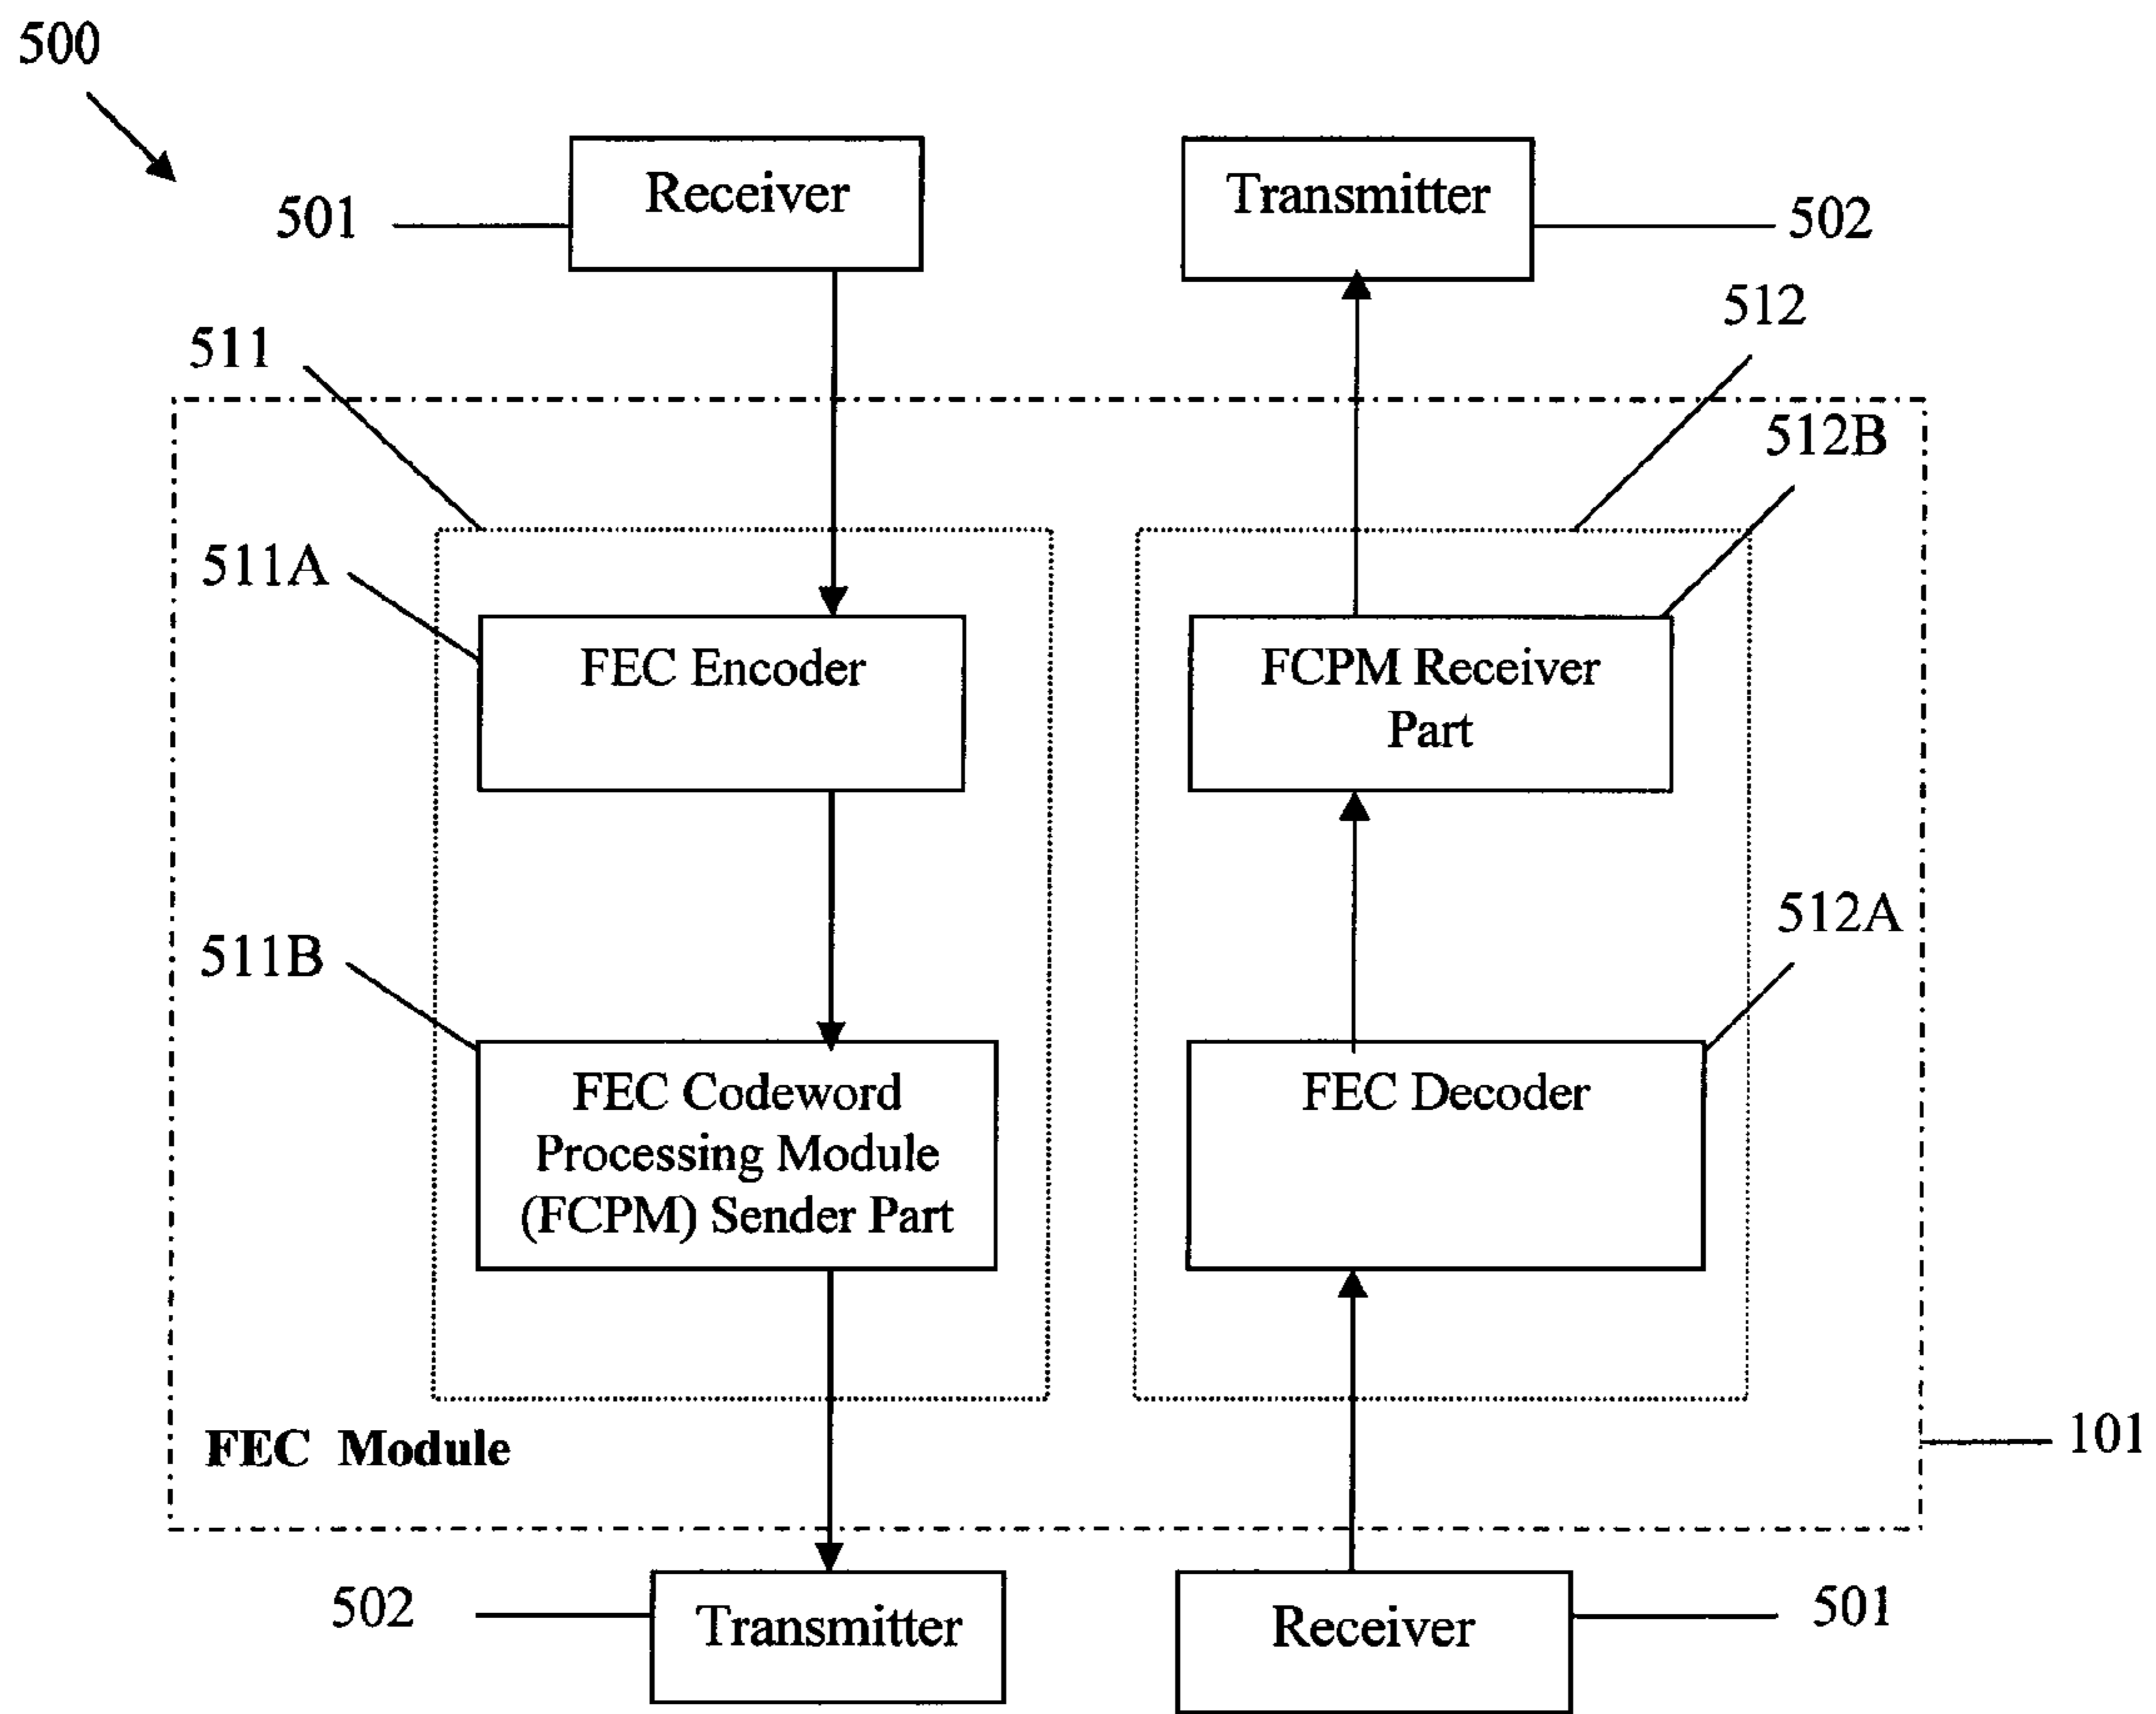 500
Receiver
Transmitter
501
502
512
511
512B
511A
FEC Encoder
FCPM Receiver
Part
512A
511B
FEC Codeword
Processing Module
(FCPM) Sender Part
FEC Decoder
FEC Module
101
502
Transmitter
Receiver
501